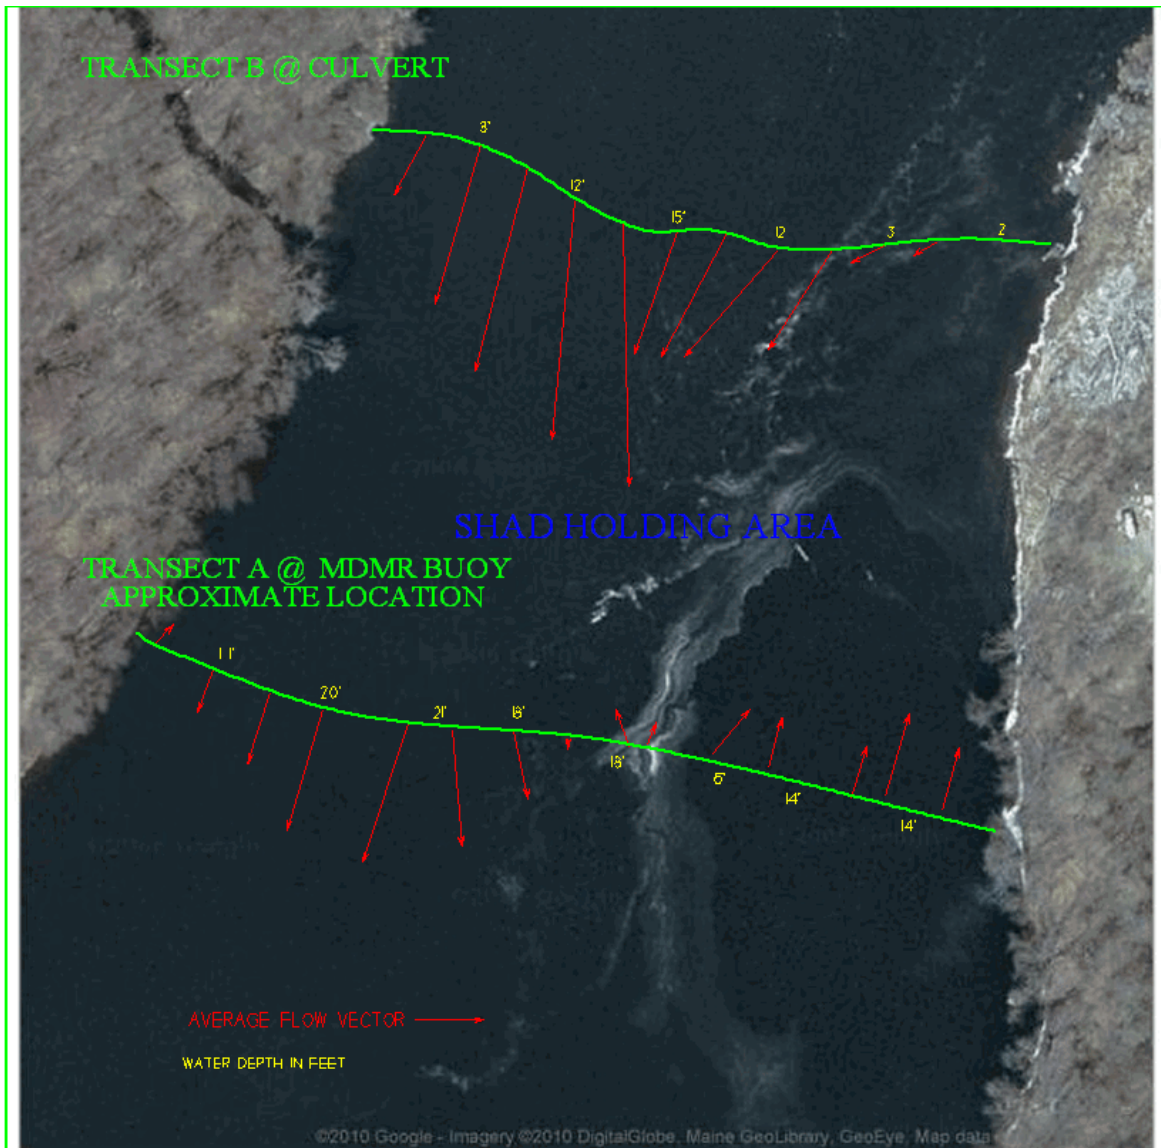 TRANSECT B @ CULVERT
8'
12'
15'
12
3
2
SHAD HOLDING AREA
TRANSECT A @ MDMR BUOY
APPROXIMATE LOCATION
11'
20'
21'
18'
18'
15'
14'
14'
AVERAGE FLOW VECTOR
WATER DEPTH IN FEET
©2010 Google - Imagery ©2010 DigitalGlobe, Maine GeoLibrary, GeoEye, Map data